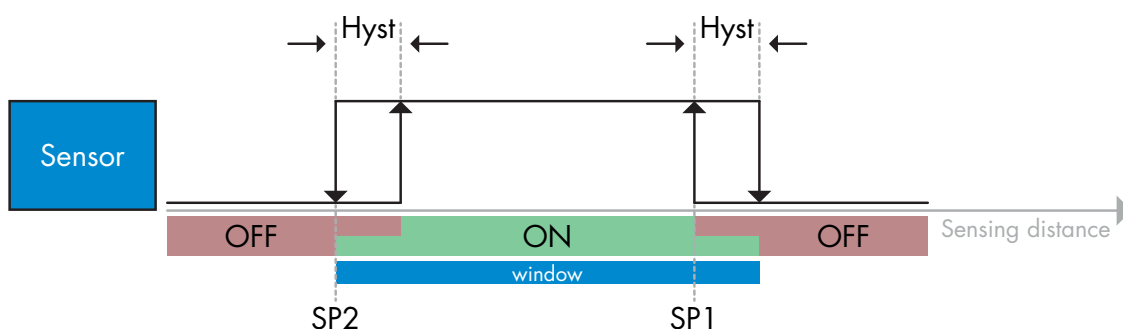 Hyst Hyst
Sensor
OFF ON OFF
Sensing distance
window
SP2 SP1